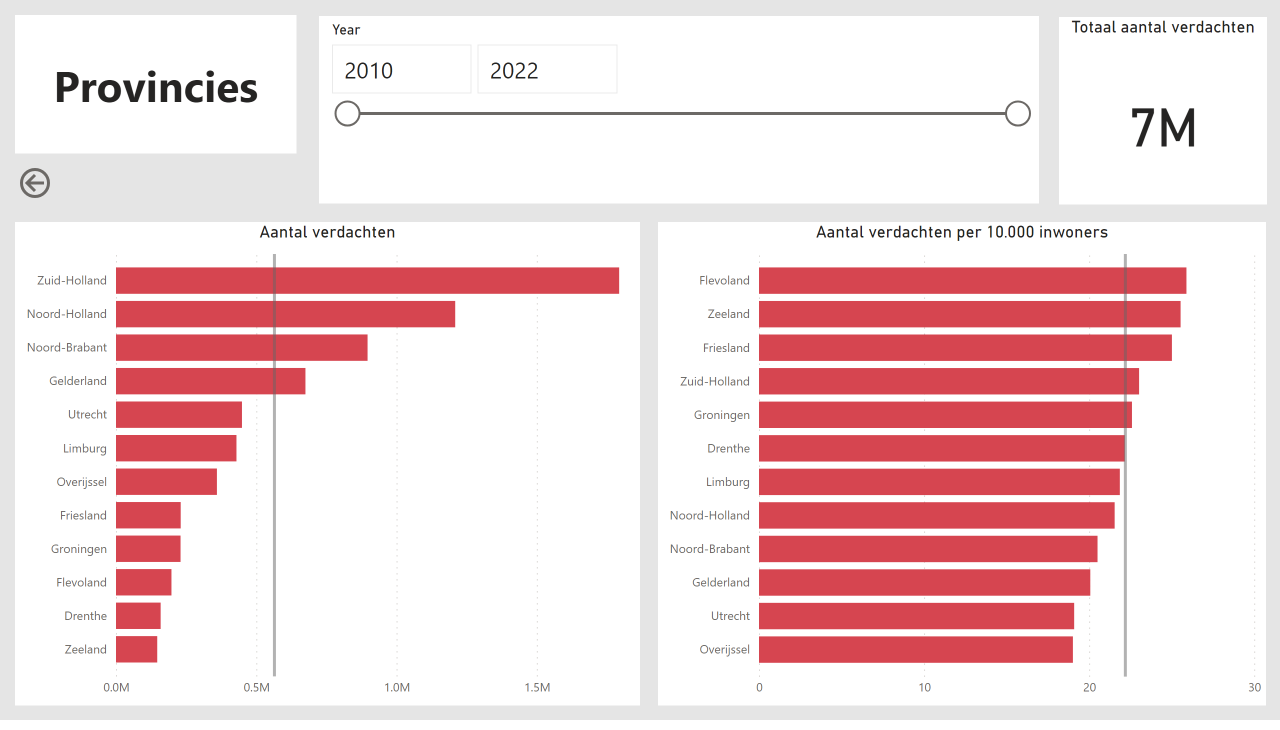 Provincies
Year
2010
2022
Totaal aantal verdachten
7M
Aantal verdachten
Zuid-Holland
Noord-Holland
Noord-Brabant
Gelderland
Utrecht
Limburg
Overijssel
Friesland
Groningen
Flevoland
Drenthe
Zeeland
0.0M 0.5M 1.0M 1.5M
Aantal verdachten per 10.000 inwoners
Flevoland
Zeeland
Friesland
Zuid-Holland
Groningen
Drenthe
Limburg
Noord-Holland
Noord-Brabant
Gelderland
Utrecht
Overijssel
0 10 20 30